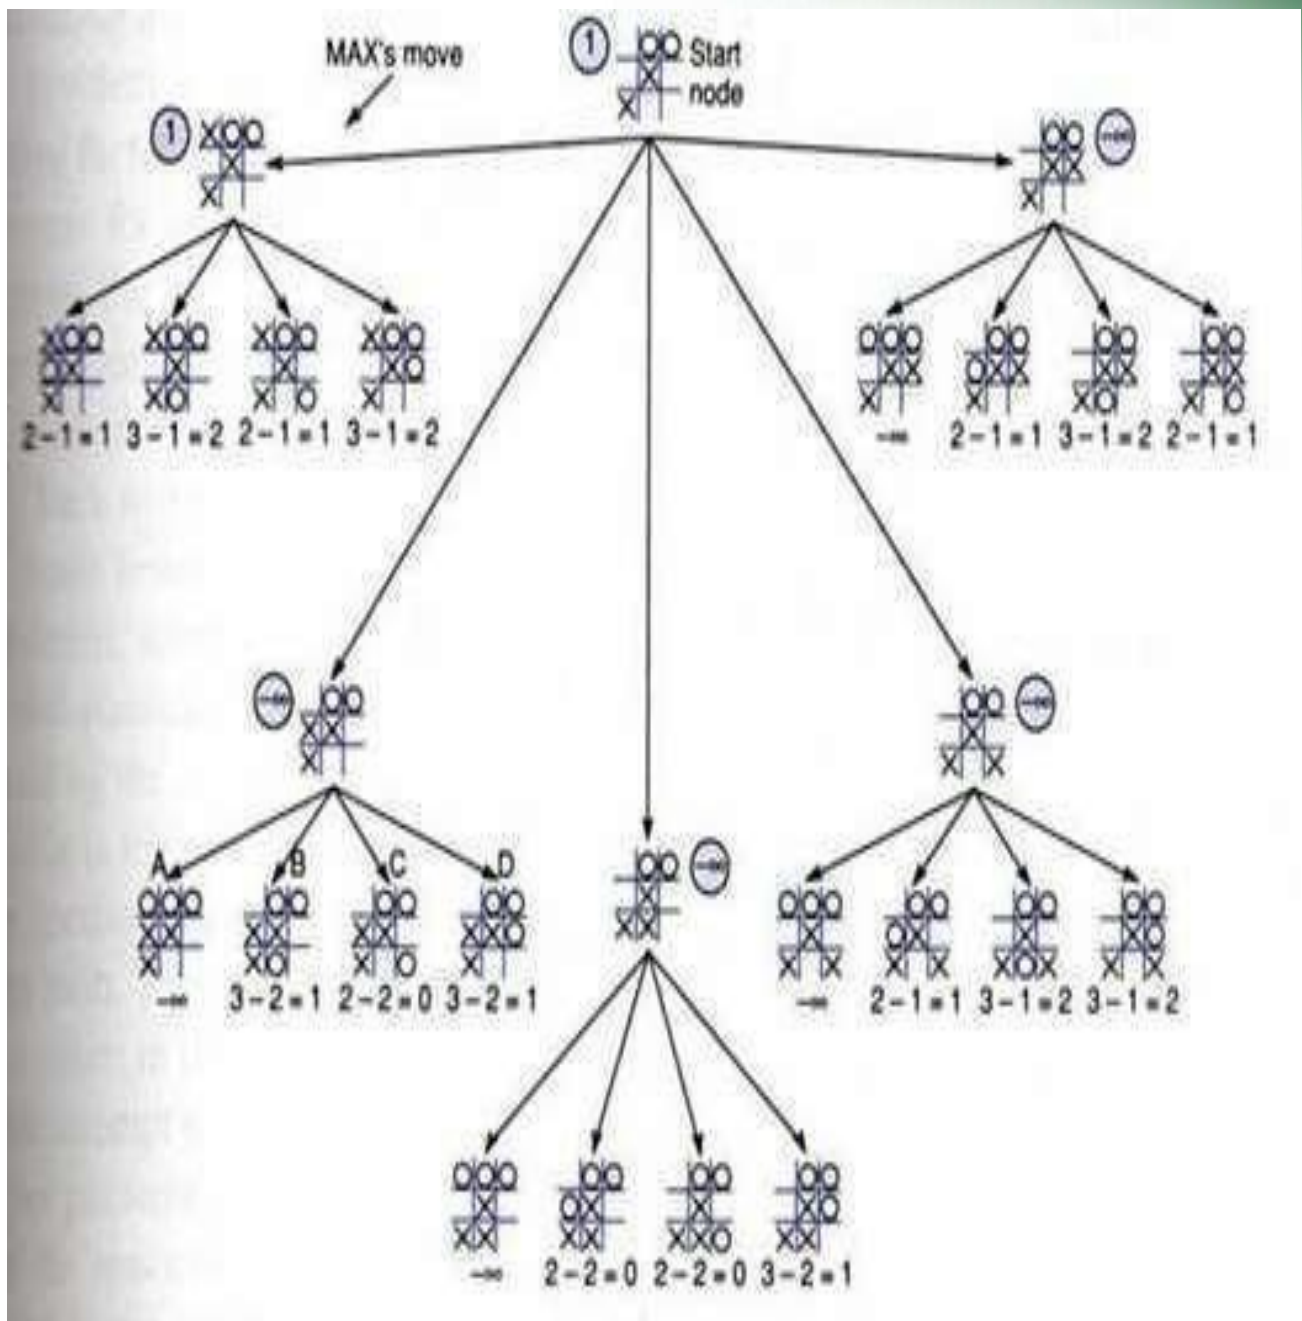 MAX's move
1
Start
node
1
−∞
2 − 1 = 1 3 − 1 = 2 2 − 1 = 1 3 − 1 = 2
−∞ 2 − 1 = 1 3 − 1 = 2 2 − 1 = 1
−∞
−∞
A B C D
−∞ 3 − 2 = 1 2 − 2 = 0 3 − 2 = 1
−∞
−∞ 2 − 1 = 1 3 − 1 = 2 3 − 1 = 2
−∞ 2 − 2 = 0 2 − 2 = 0 3 − 2 = 1